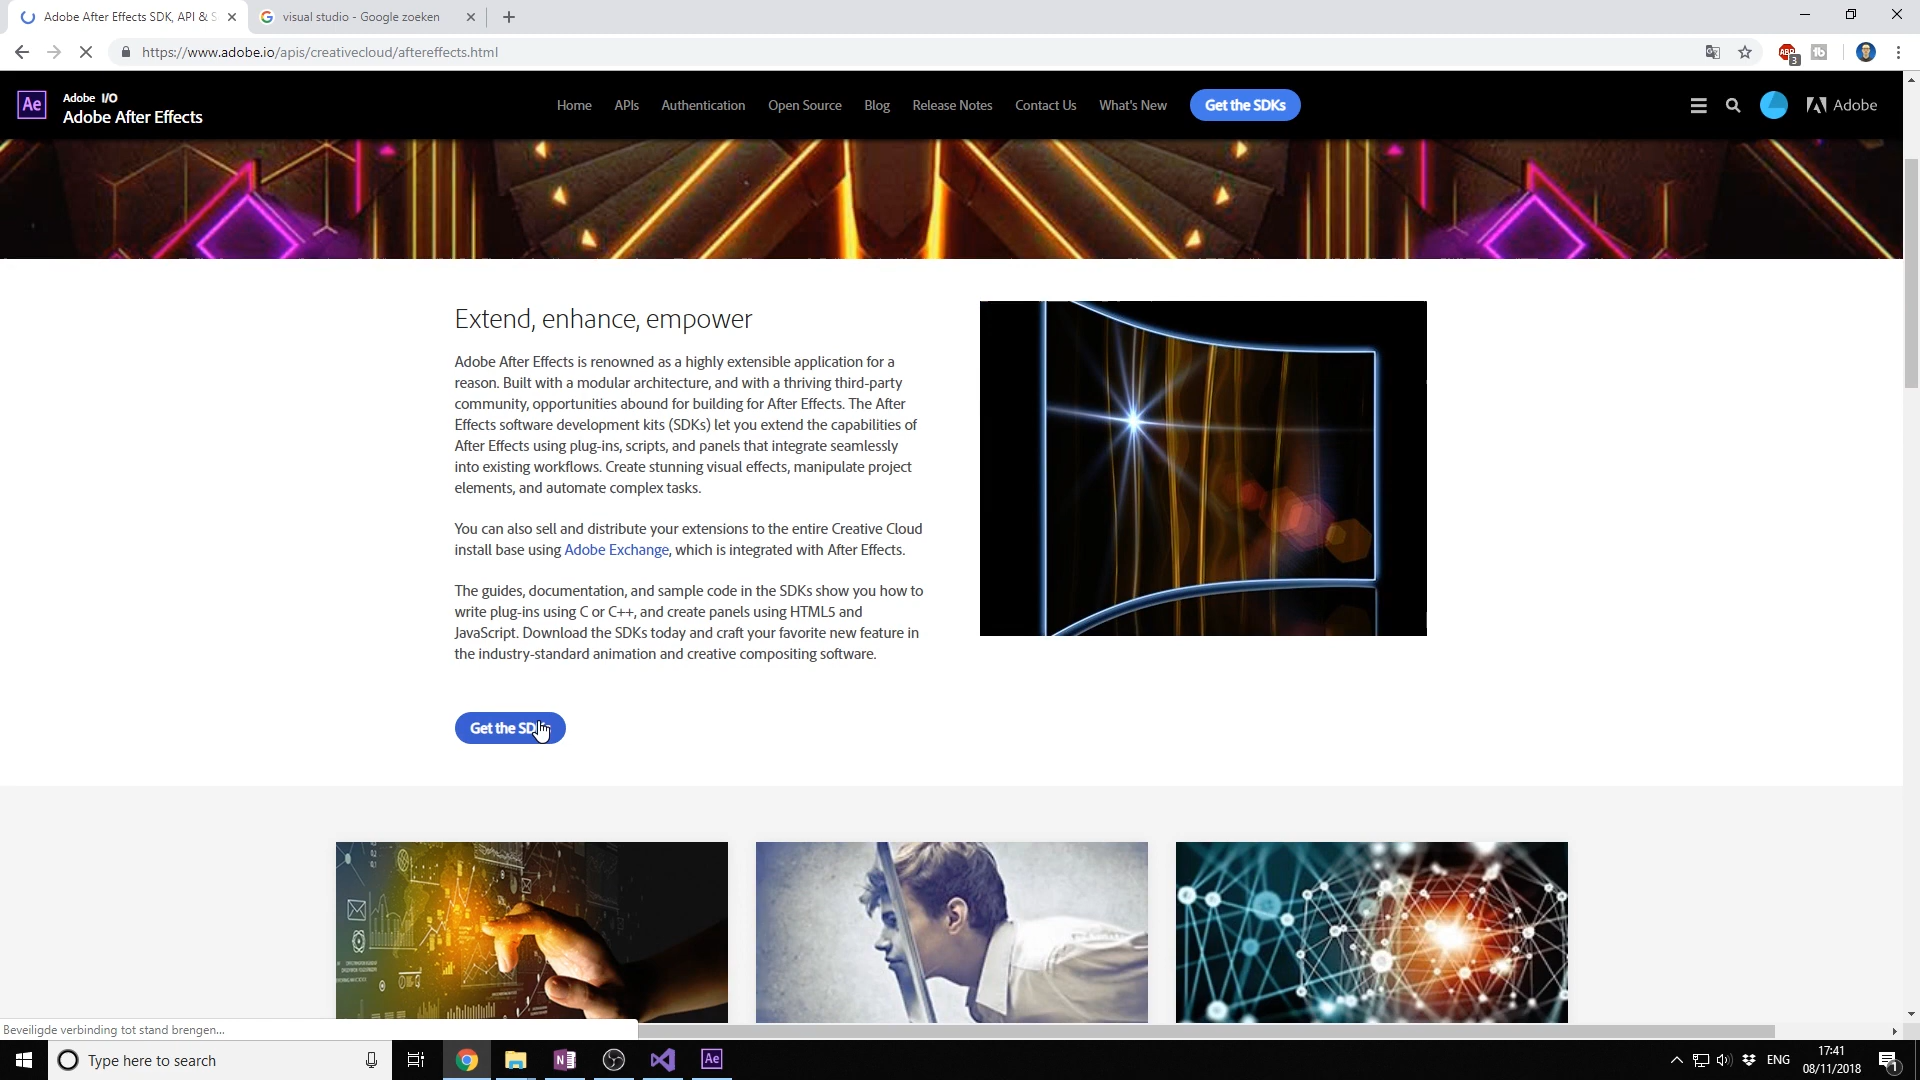 Adobe After Effects SDK, API & S
visual studio - Google zoeken
https://www.adobe.io/apis/creativecloud/aftereffects.html
ABP
3
tb
Ae
Adobe I/O
Adobe After Effects
Home
APIs
Authentication
Open Source
Blog
Release Notes
Contact Us
What's New
Get the SDKs
Adobe
Extend, enhance, empower
Adobe After Effects is renowned as a highly extensible application for a
reason. Built with a modular architecture, and with a thriving third-party
community, opportunities abound for building for After Effects. The After
Effects software development kits (SDKs) let you extend the capabilities of
After Effects using plug-ins, scripts, and panels that integrate seamlessly
into existing workflows. Create stunning visual effects, manipulate project
elements, and automate complex tasks.
You can also sell and distribute your extensions to the entire Creative Cloud
install base using Adobe Exchange, which is integrated with After Effects.
The guides, documentation, and sample code in the SDKs show you how to
write plug-ins using C or C++, and create panels using HTML5 and
JavaScript. Download the SDKs today and craft your favorite new feature in
the industry-standard animation and creative compositing software.
Get the SDKs
Beveiligde verbinding tot stand brengen...
Type here to search
N
Ae
ENG
17:41
08/11/2018
1